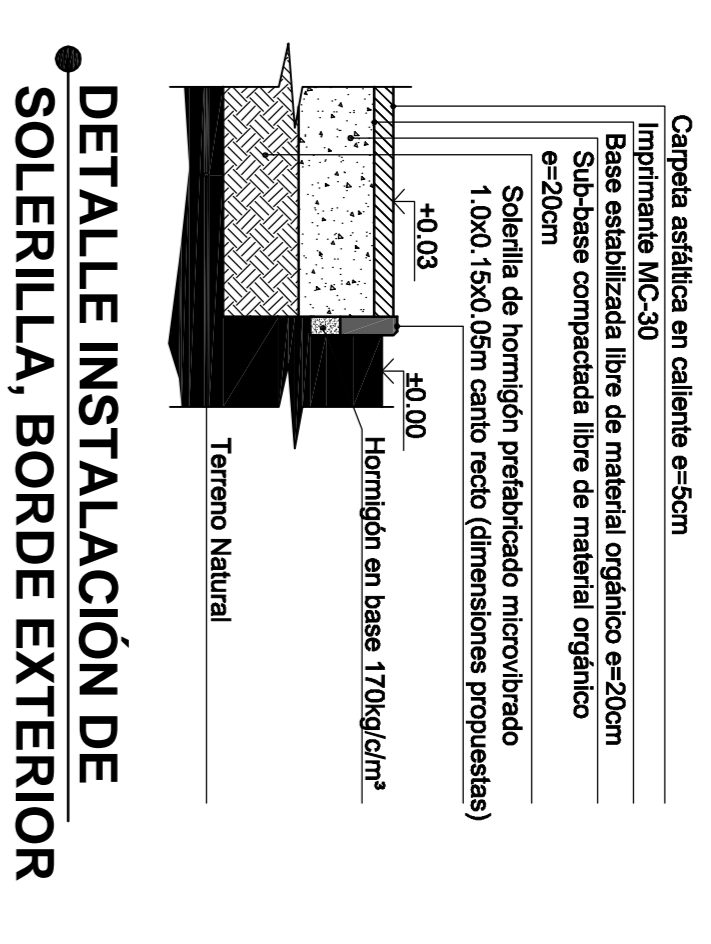 Carpeta asfáltica en caliente e=5cm
Imprimante MC-30
Base estabilizada libre de material orgánico e=20cm
Sub-base compactada libre de material orgánico
e=20cm
Solerilla de hormigón prefabricado microvibrado
1.0x0.15x0.05m canto recto (dimensiones propuestas)
+0.03
±0.00
Hormigón en base 170kg/c/m³
Terreno Natural
DETALLE INSTALACIÓN DE
SOLERILLA, BORDE EXTERIOR